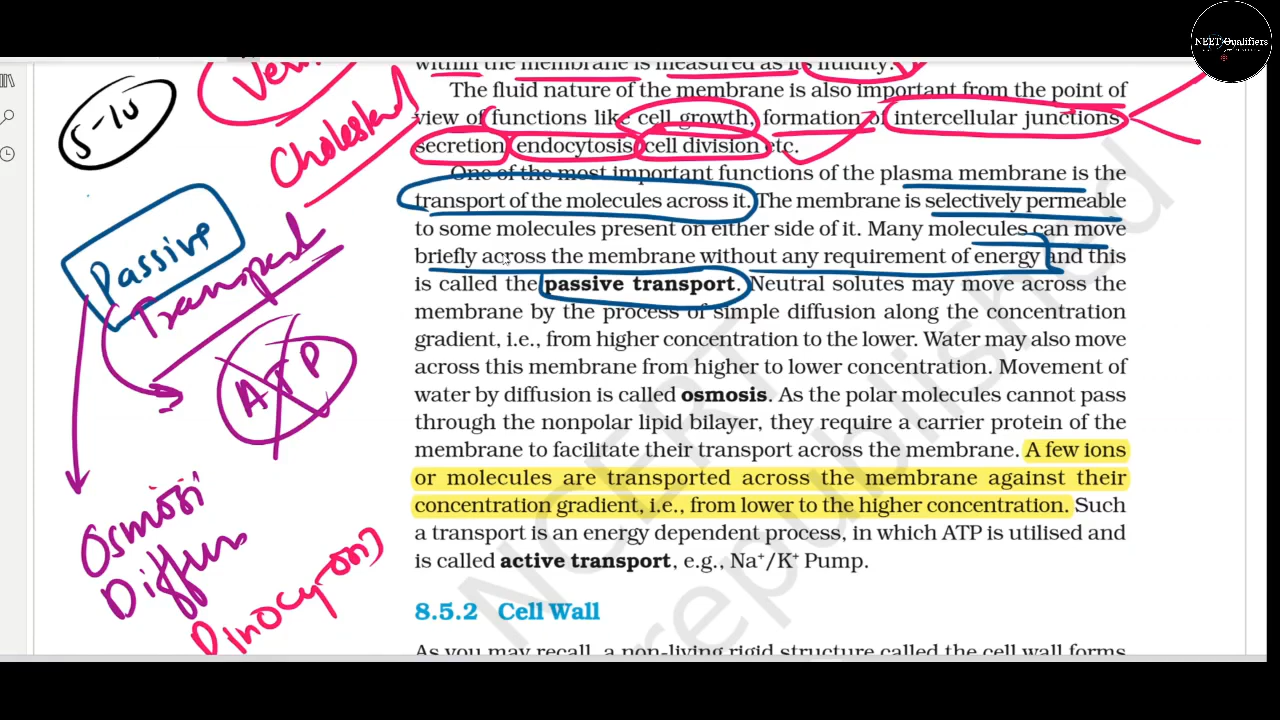 NEET Qualifiers
within the membrane is measured as its fluidity.
The fluid nature of the membrane is also important from the point of
view of functions like cell growth, formation of intercellular junctions,
secretion, endocytosis, cell division etc.
One of the most important functions of the plasma membrane is the
transport of the molecules across it. The membrane is selectively permeable
to some molecules present on either side of it. Many molecules can move
briefly across the membrane without any requirement of energy and this
is called the passive transport. Neutral solutes may move across the
membrane by the process of simple diffusion along the concentration
gradient, i.e., from higher concentration to the lower. Water may also move
across this membrane from higher to lower concentration. Movement of
water by diffusion is called osmosis. As the polar molecules cannot pass
through the nonpolar lipid bilayer, they require a carrier protein of the
membrane to facilitate their transport across the membrane. A few ions
or molecules are transported across the membrane against their
concentration gradient, i.e., from lower to the higher concentration. Such
a transport is an energy dependent process, in which ATP is utilised and
is called active transport, e.g., Na⁺/K⁺ Pump.
8.5.2 Cell Wall
As you may recall, a non-living rigid structure called the cell wall forms
5-10
Passive
Transport
ATP
NCERT
republished